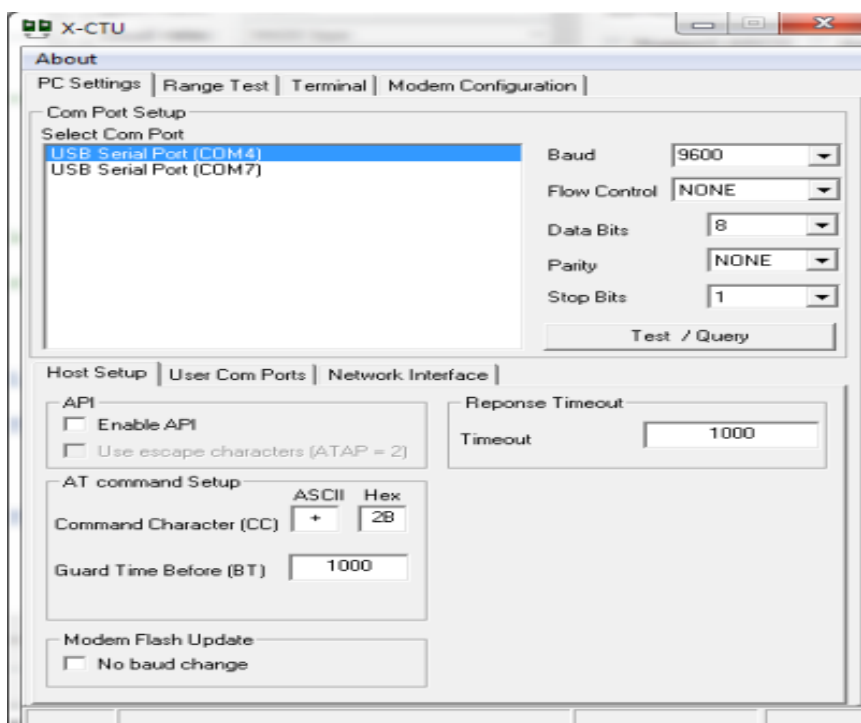 X-CTU
About
PC Settings Range Test Terminal Modem Configuration
Com Port Setup
Select Com Port
USB Serial Port (COM4)
USB Serial Port (COM7)
Baud 9600
Flow Control NONE
Data Bits 8
Parity NONE
Stop Bits 1
Test / Query
Host Setup User Com Ports Network Interface
API
Enable API
Use escape characters (ATAP = 2)
Reponse Timeout
Timeout 1000
AT command Setup
ASCII Hex
Command Character (CC) + 2B
Guard Time Before (BT) 1000
Modem Flash Update
No baud change